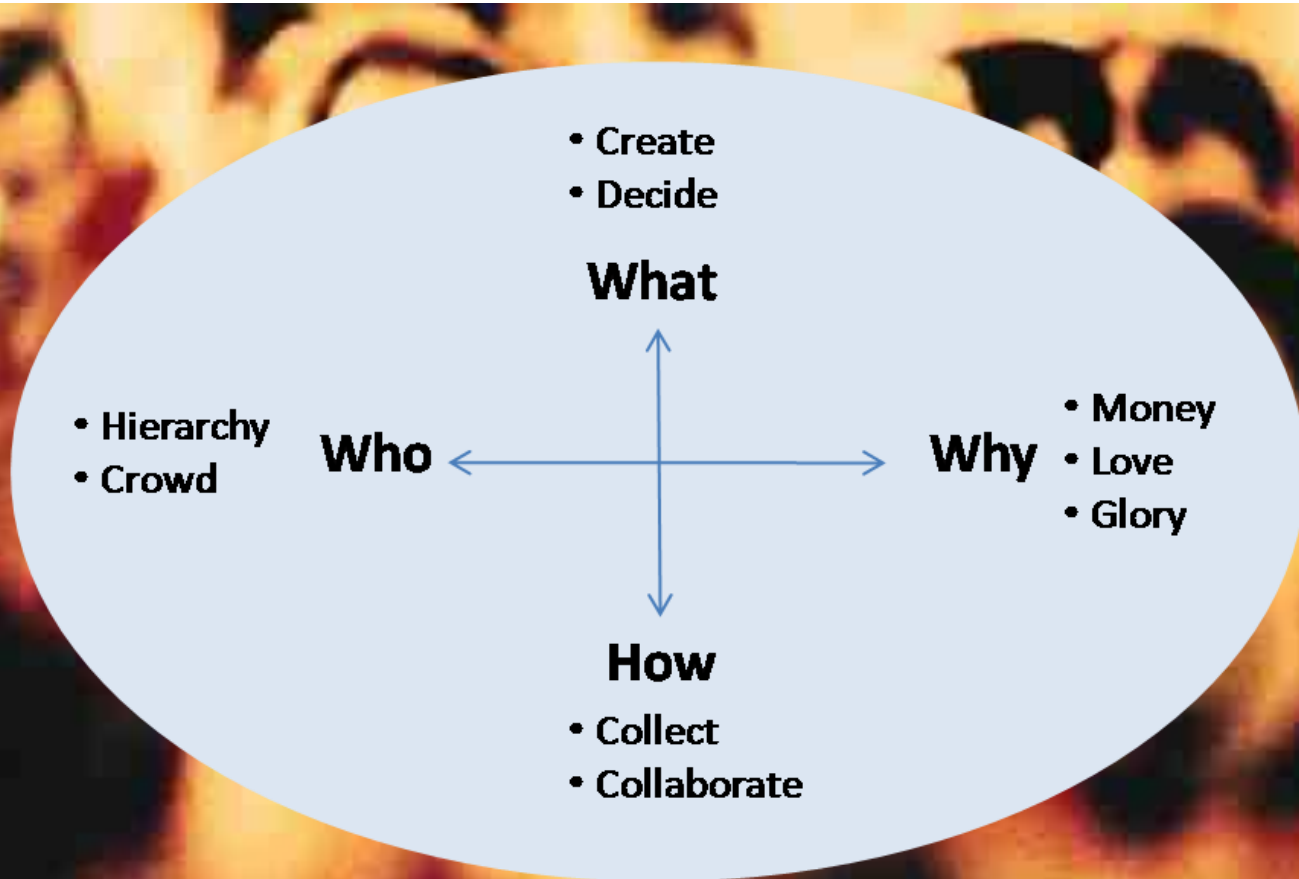 • Create
• Decide
What
• Hierarchy
• Crowd
Who
Why
• Money
• Love
• Glory
How
• Collect
• Collaborate